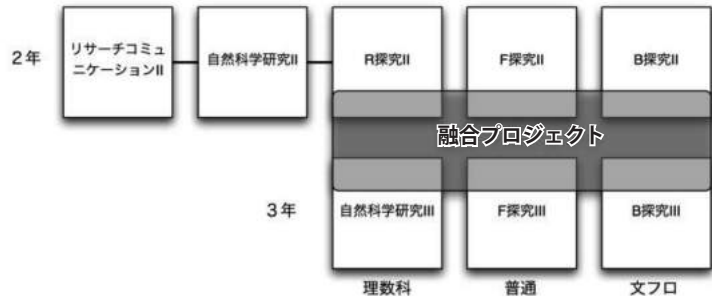 2年
リサーチコミュ
ニケーションII
自然科学研究II
R探究II
F探究II
B探究II
融合プロジェクト
3年
自然科学研究III
F探究III
B探究III
理数科
普通
文フロ